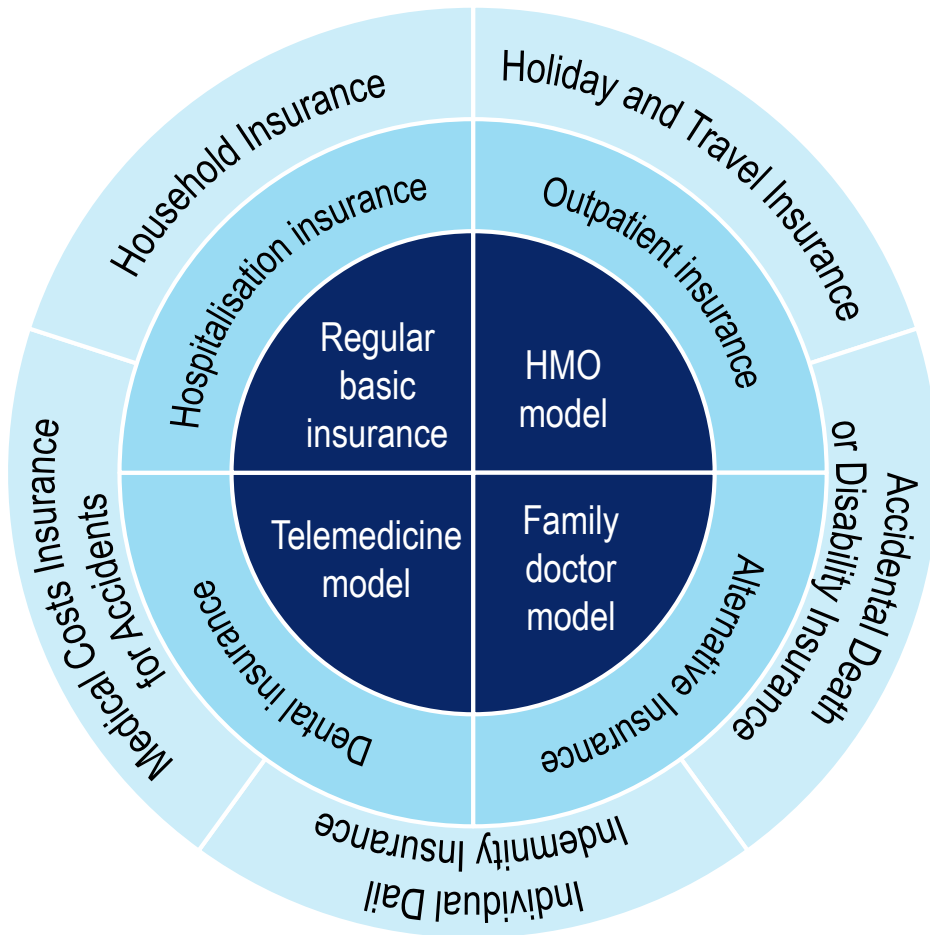 Household Insurance
Holiday and Travel Insurance
Accidental Death
or Disability Insurance
Individual Dail
Indemnity Insurance
Medical Costs Insurance
for Accidents
Hospitalisation insurance
Outpatient insurance
Alternative Insurance
Dental insurance
Regular
basic
insurance
HMO
model
Telemedicine
model
Family
doctor
model